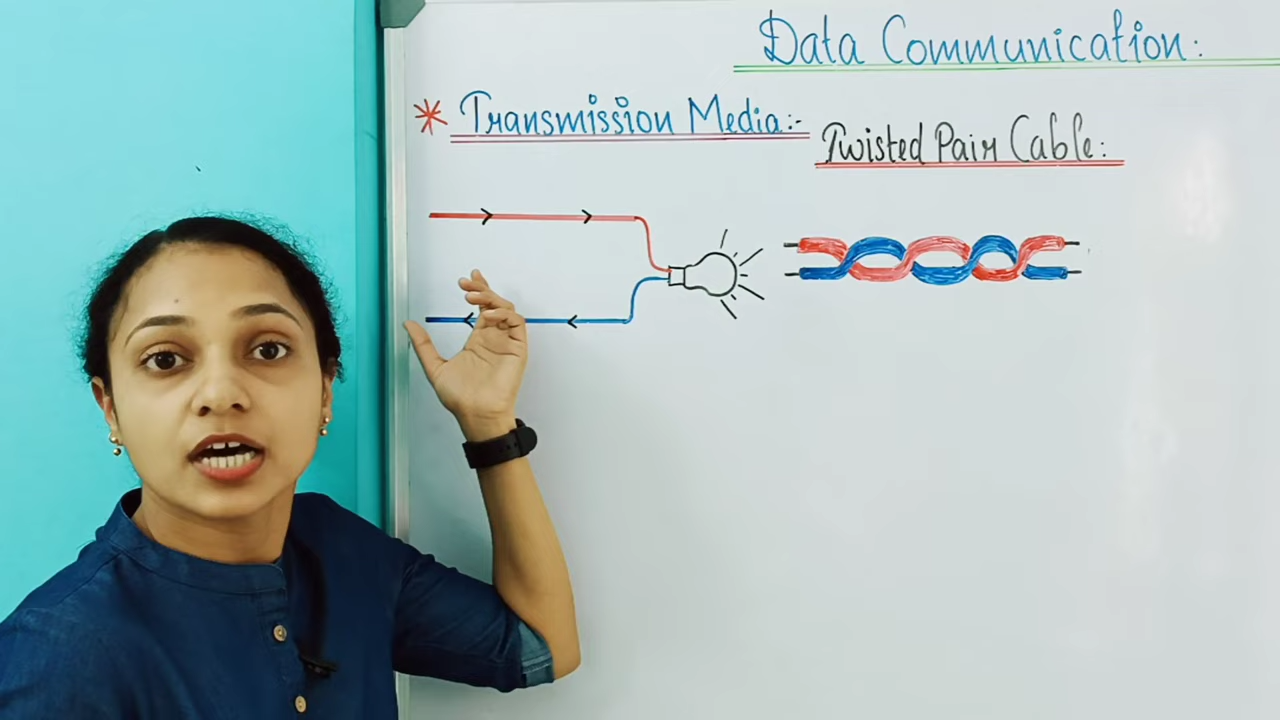 Data Communication:
* Transmission Media:-
Twisted Pair Cable: